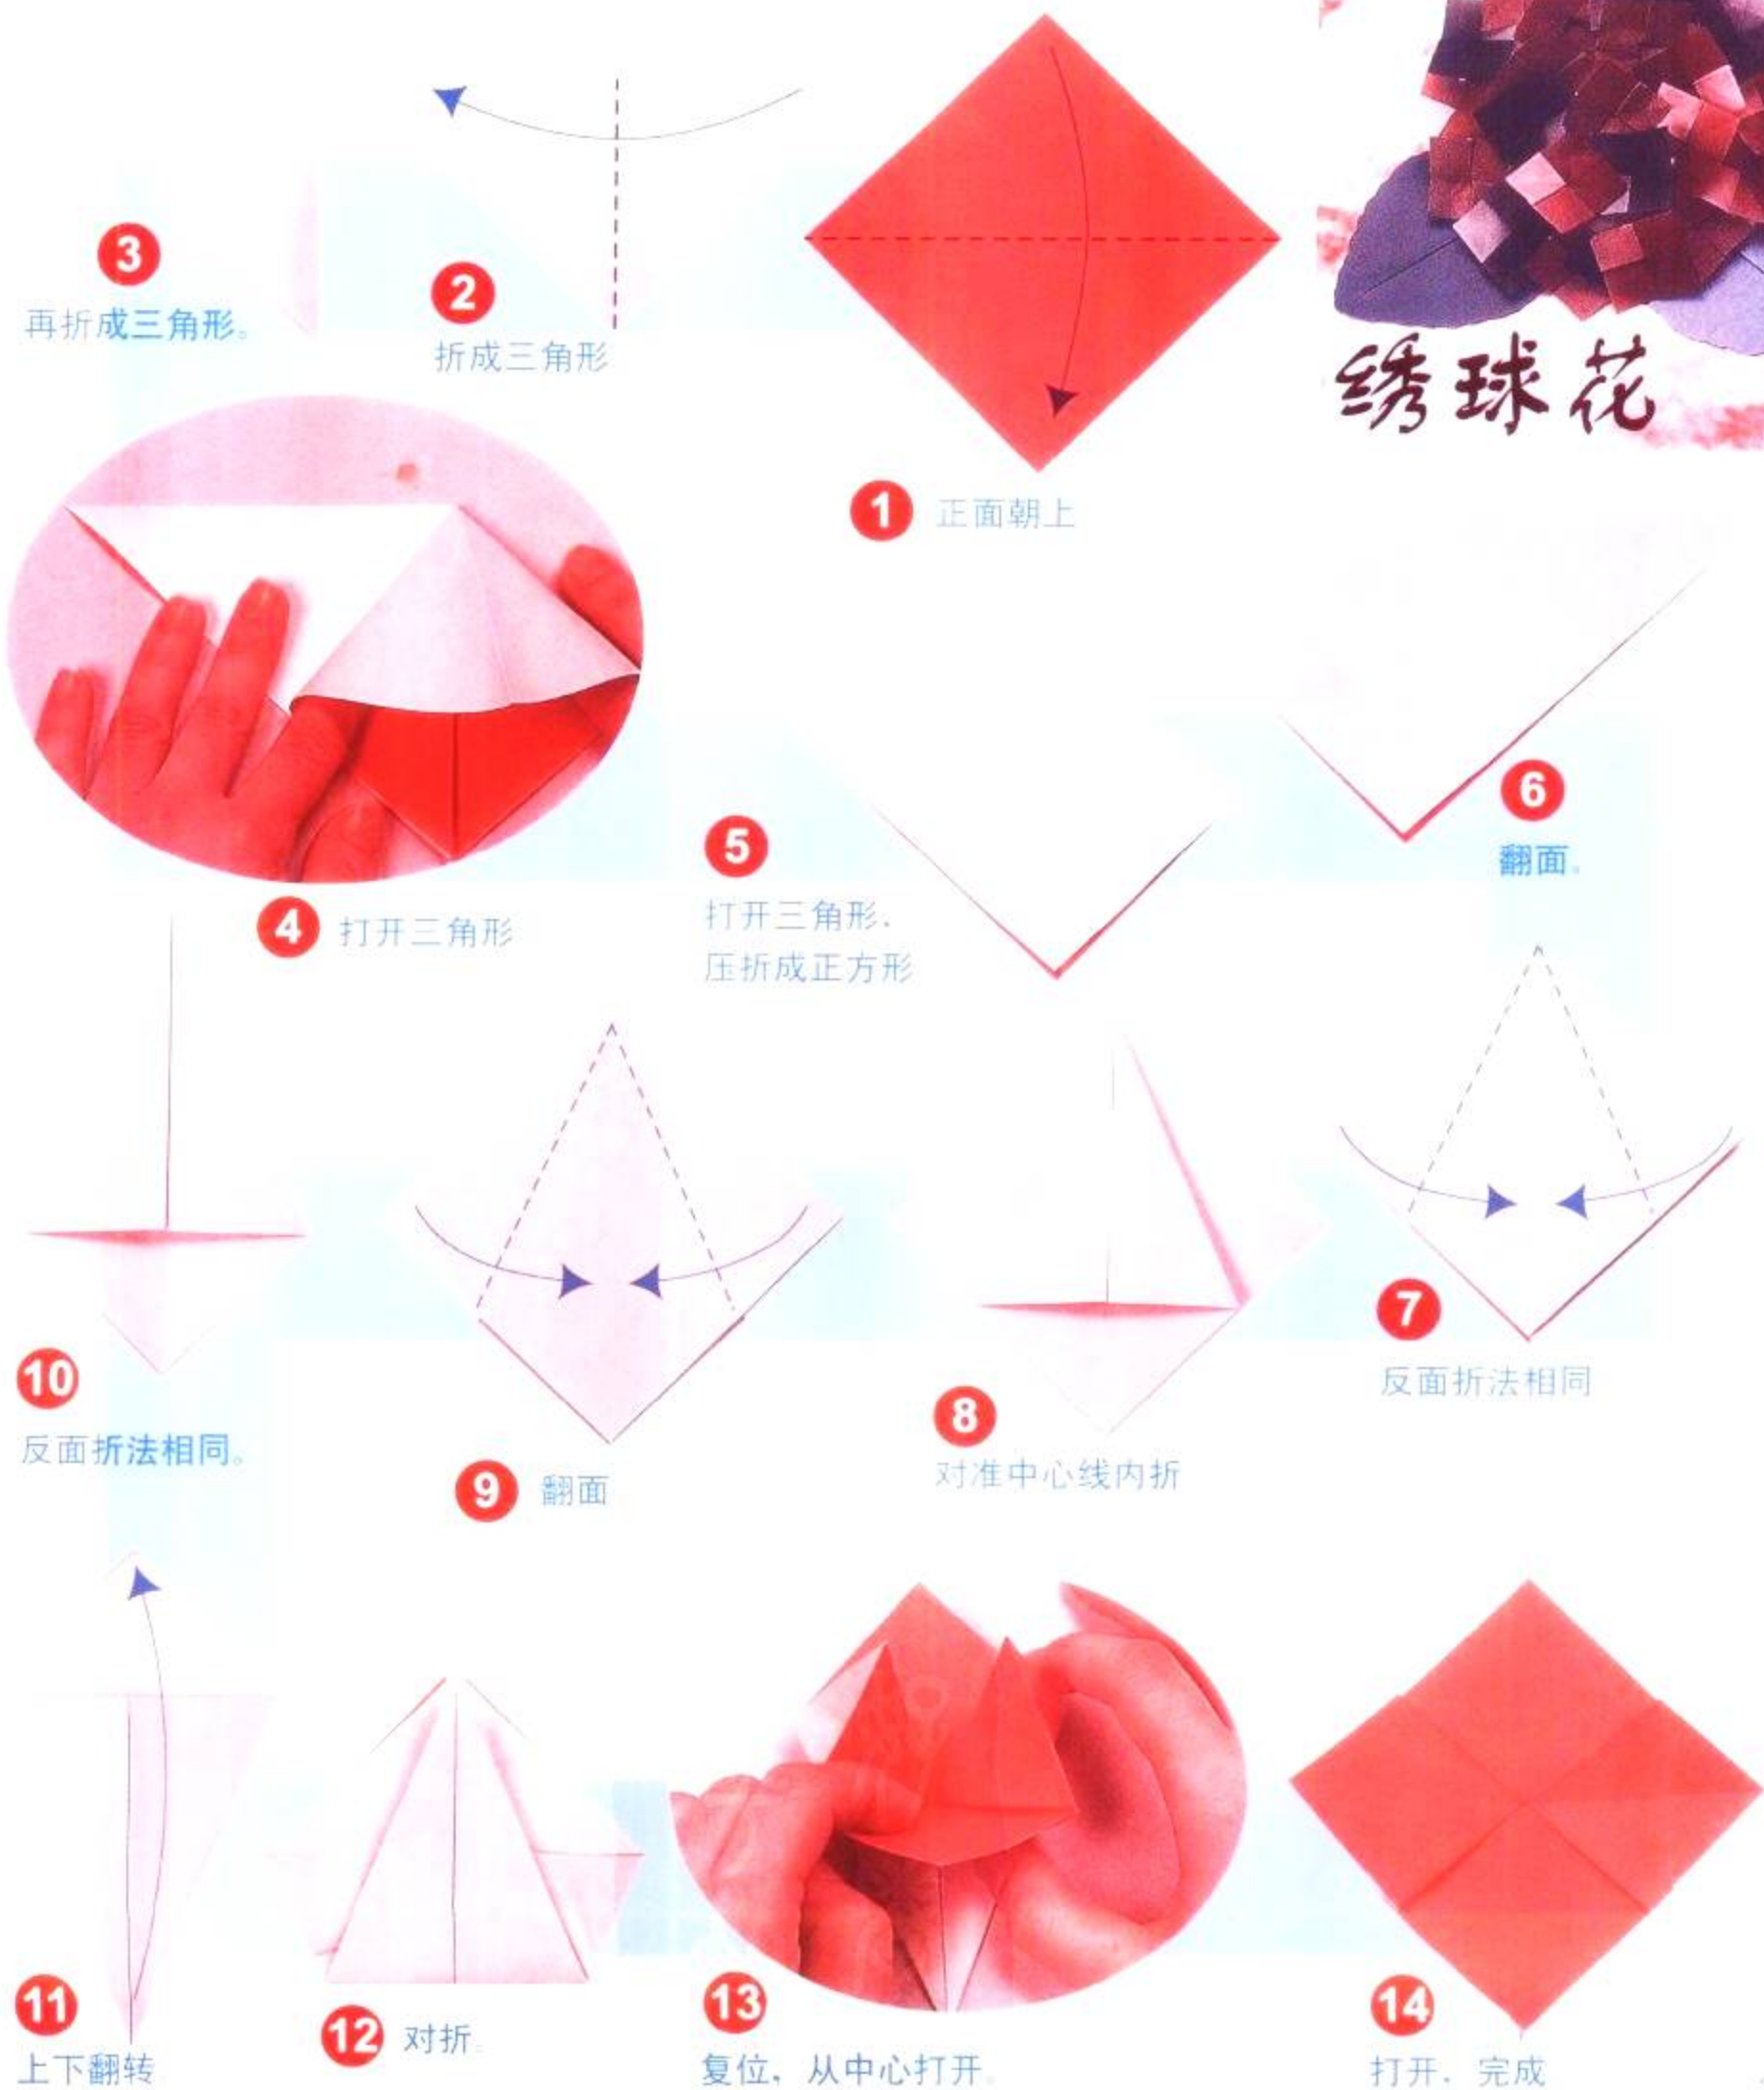 绣球花
1 正面朝上
2
折成三角形
3
再折成三角形。
4 打开三角形
5
打开三角形.
压折成正方形
6
翻面。
7
反面折法相同
8
对准中心线内折
9 翻面
10
反面折法相同。
11
上下翻转
12 对折.
13
复位，从中心打开.
14
打开．完成